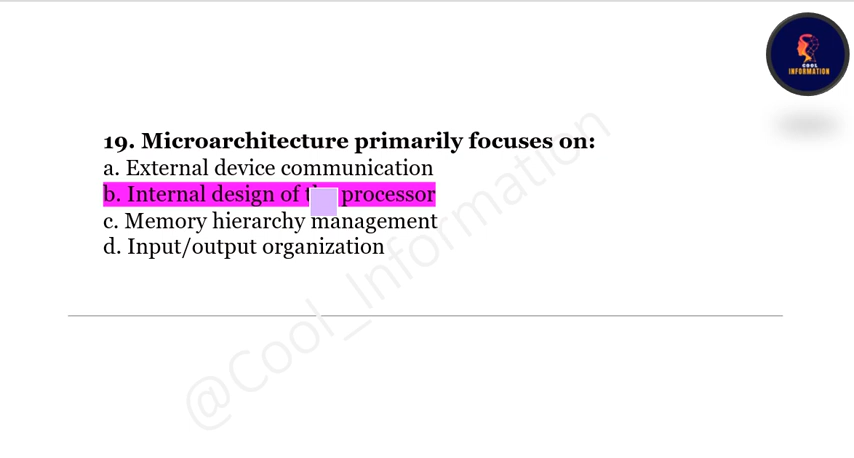 COOL
INFORMATION
19. Microarchitecture primarily focuses on:
a. External device communication
b. Internal design of processor
c. Memory hierarchy management
d. Input/output organization
@Cool_Information